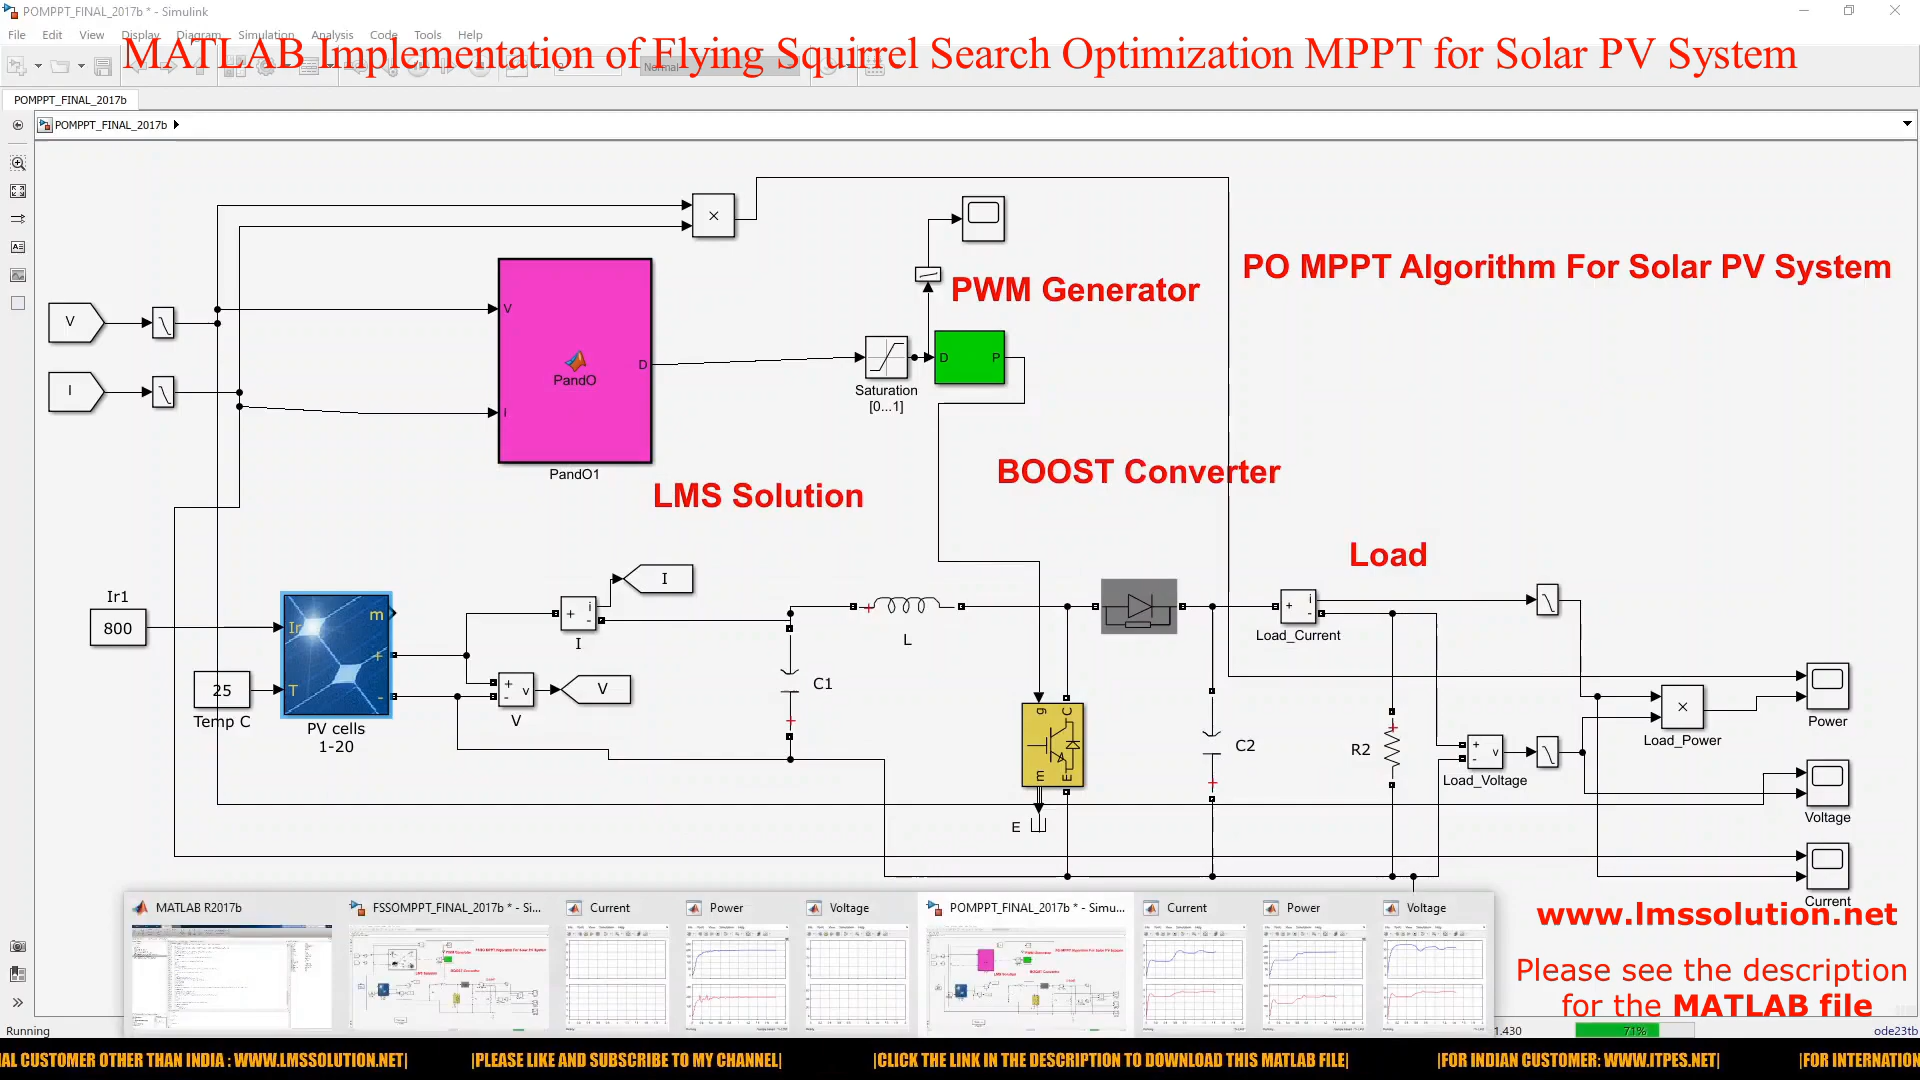 POMPPT_FINAL_2017b * - Simulink
File Edit View Display Diagram Simulation Analysis Code Tools Help
MATLAB Implementation of Flying Squirrel Search Optimization MPPT for Solar PV System
Normal
POMPPT_FINAL_2017b
POMPPT_FINAL_2017b
×
PO MPPT Algorithm For Solar PV System
PWM Generator
V
V
D
PandO
D P
I
I
Saturation
[0...1]
PandO1
LMS Solution
BOOST Converter
Load
Ir1
800
Ir
m
+
T
-
25
Temp C
PV cells
1-20
I
+ i
-
I
+ v
-
V
V
C1
+
+
L
g C
m E
E
C2
+
+ i
-
Load_Current
R2
+
+ v
-
Load_Voltage
×
Load_Power
Power
Voltage
Current
MATLAB R2017b
FSSOMPPT_FINAL_2017b * - Si...
Current
Power
Voltage
POMPPT_FINAL_2017b * - Simu...
Current
Power
Voltage
www.lmssolution.net
Please see the description
for the MATLAB file
Running
1.430
71%
ode23tb
AL CUSTOMER OTHER THAN INDIA : WWW.LMSSOLUTION.NET| |PLEASE LIKE AND SUBSCRIBE TO MY CHANNEL| |CLICK THE LINK IN THE DESCRIPTION TO DOWNLOAD THIS MATLAB FILE| |FOR INDIAN CUSTOMER: WWW.ITPES.NET| |FOR INTERNATION